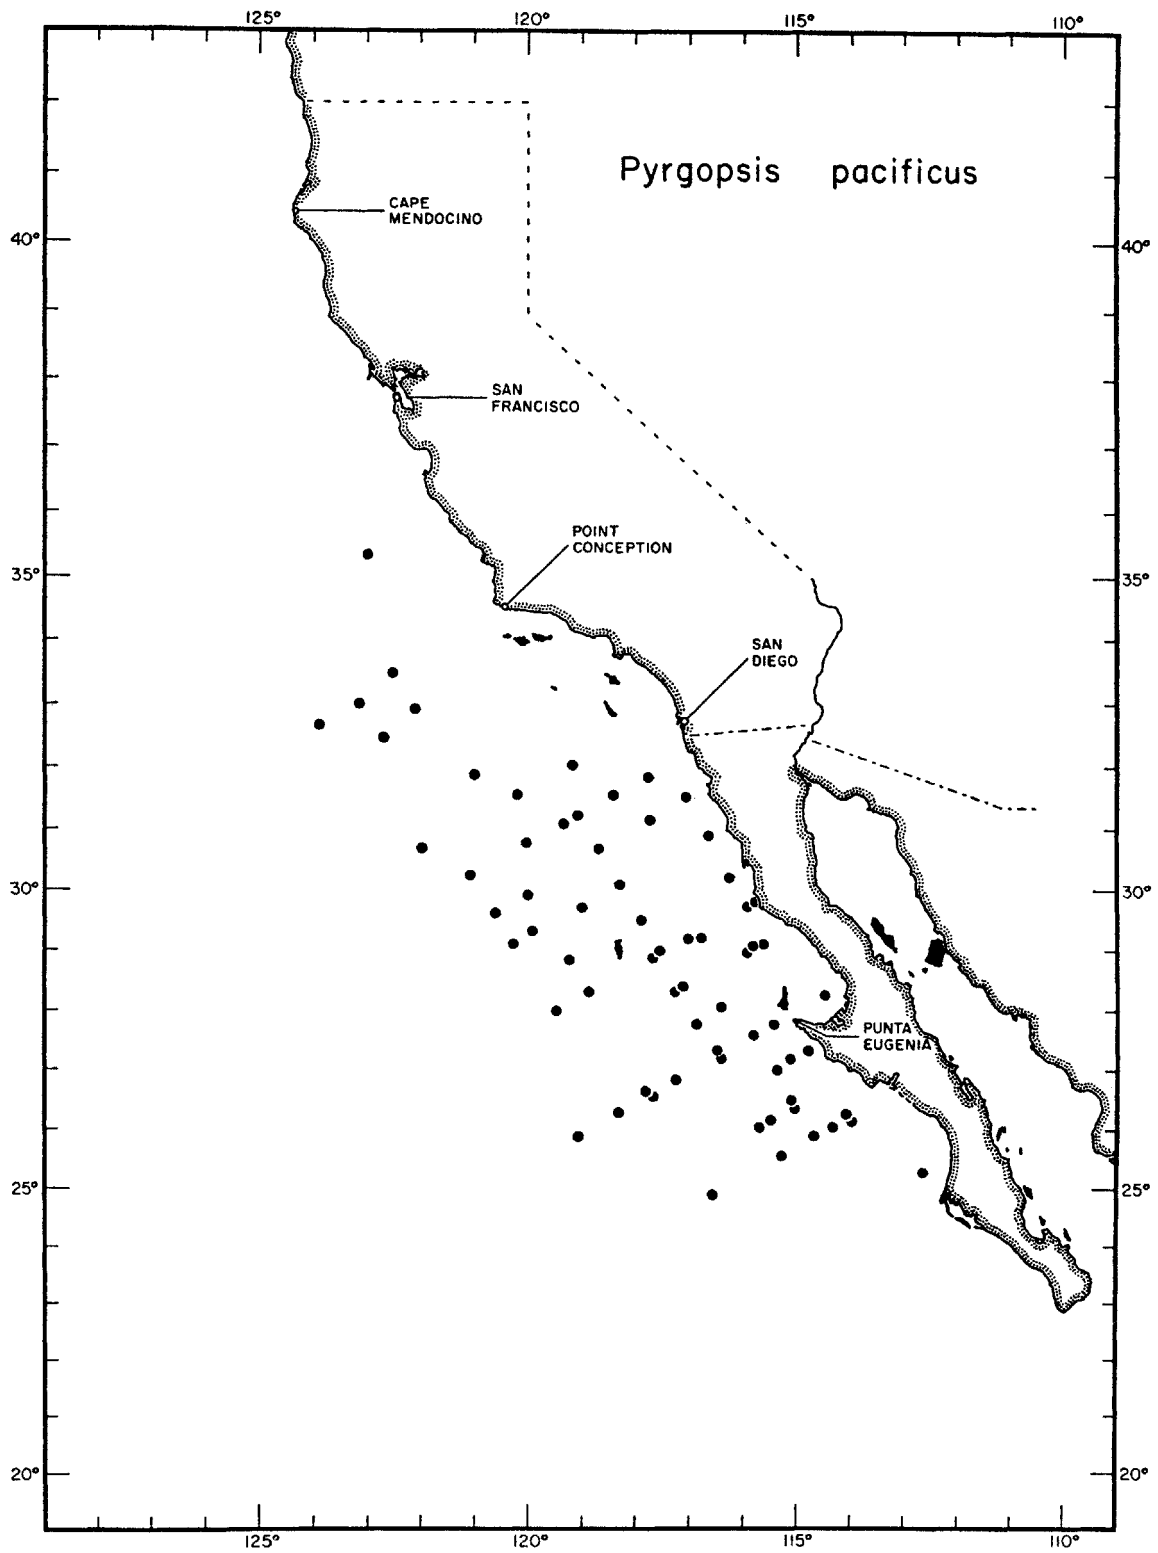 125° 120° 115° 110°
Pyrgopsis pacificus
CAPE
MENDOCINO
40° 40°
SAN
FRANCISCO
POINT
CONCEPTION
35° 35°
SAN
DIEGO
30° 30°
PUNTA
EUGENIA
25° 25°
20° 20°
125° 120° 115° 110°